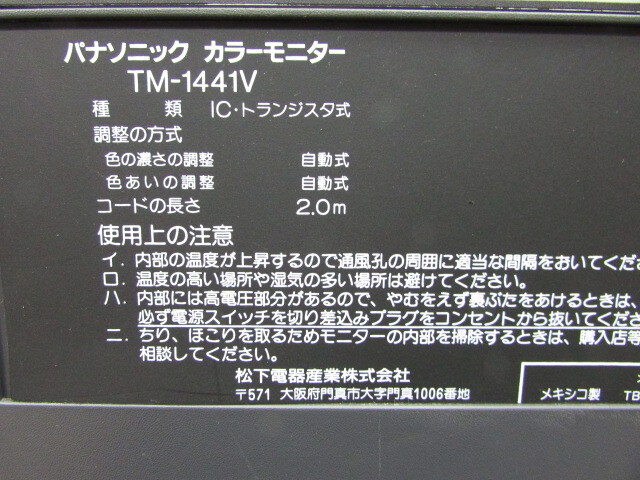 パナソニック カラーモニター
TM-1441V
種 類 IC・トランジスタ式
調整の方式
色の濃さの調整 自動式
色あいの調整 自動式
コードの長さ 2.0m
使用上の注意
イ．内部の温度が上昇するので通風孔の周囲に適当な間隔をおいてくださ
ロ．温度の高い場所や湿気の多い場所は避けてください。
ハ．内部には高電圧部分があるので、やむをえず裏ぶたをあけるときは、
必ず電源スイッチを切り差込みプラグをコンセントから抜いてくださ
ニ．ちり、ほこりを取るためモニターの内部を掃除するときは、購入店等
相談してください。
松下電器産業株式会社
〒571 大阪府門真市大字門真1006番地
メキシコ製 TB